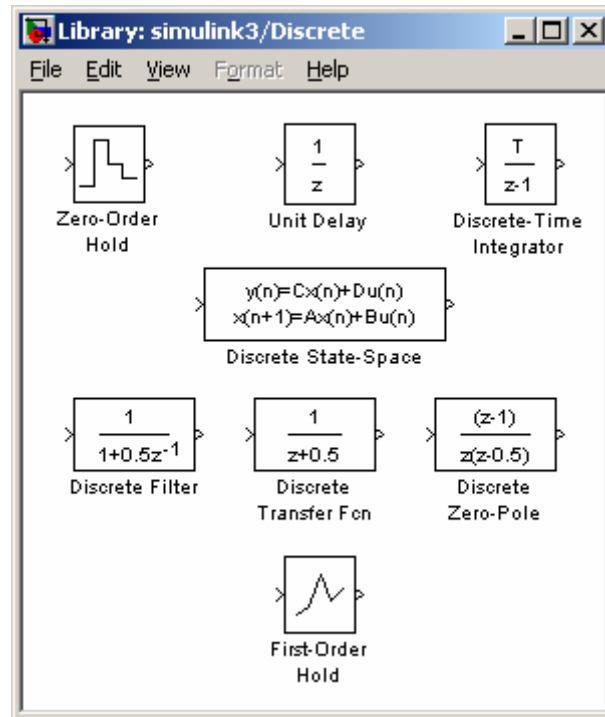 Library: simulink3/Discrete
File Edit View Format Help
1
z
T
z-1
Zero-Order
Hold
Unit Delay
Discrete-Time
Integrator
y(n)=Cx(n)+Du(n)
x(n+1)=Ax(n)+Bu(n)
Discrete State-Space
1
1+0.5z-1
1
z+0.5
(z-1)
z(z-0.5)
Discrete Filter
Discrete
Transfer Fcn
Discrete
Zero-Pole
First-Order
Hold